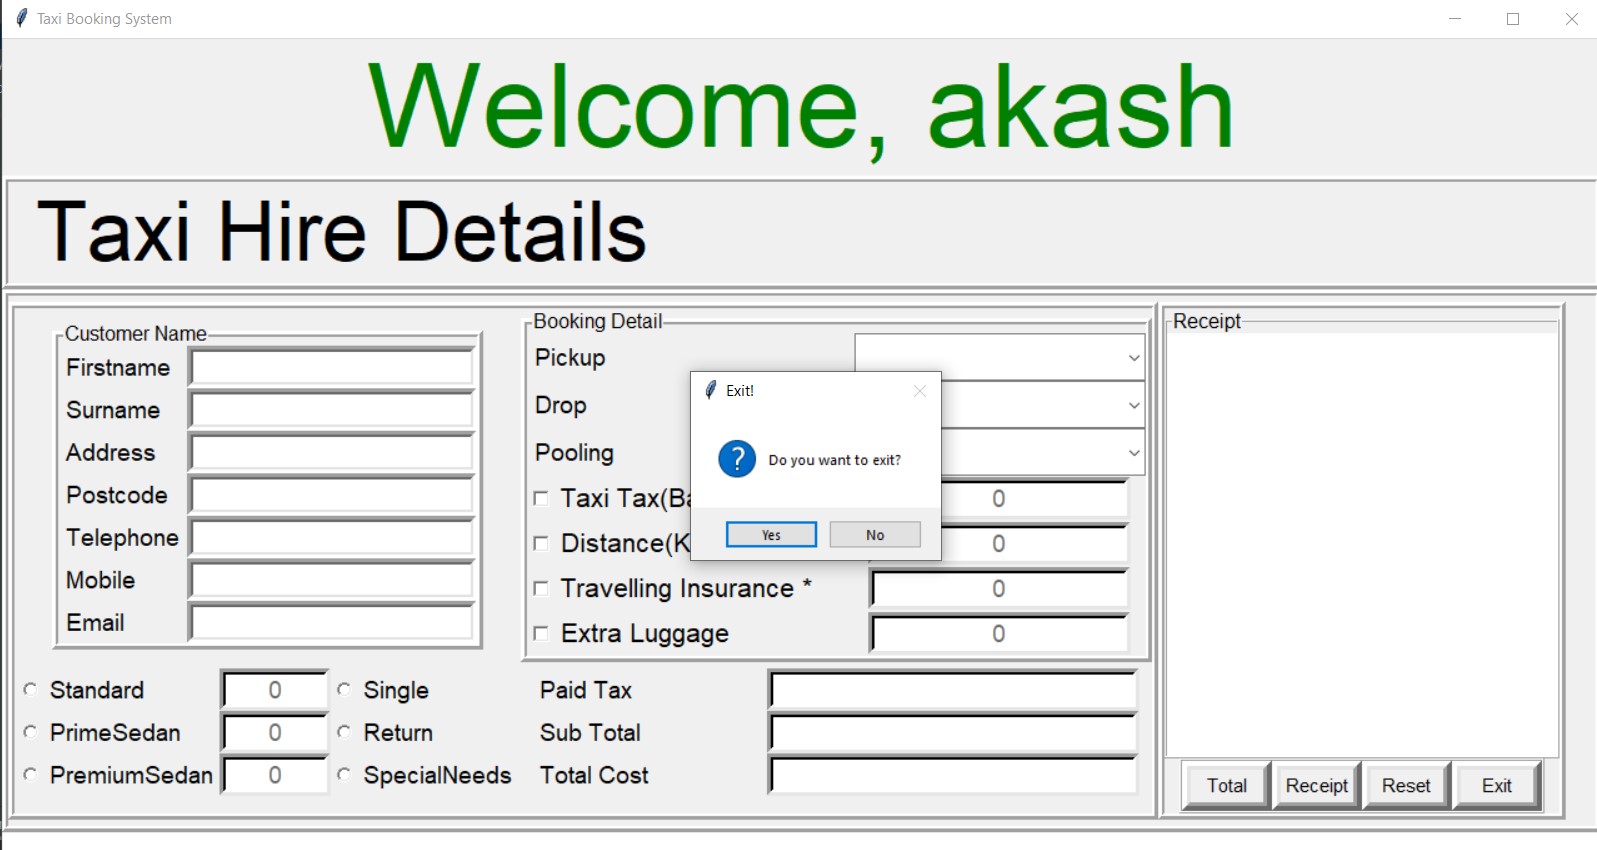 Taxi Booking System
Welcome, akash
Taxi Hire Details
Customer Name
Firstname
Surname
Address
Postcode
Telephone
Mobile
Email
Booking Detail
Pickup
Drop
Pooling
Taxi Tax(Ba
0
Distance(K
0
Travelling Insurance *
0
Extra Luggage
0
Exit!
Do you want to exit?
Yes
No
Standard
0
Single
PrimeSedan
0
Return
PremiumSedan
0
SpecialNeeds
Paid Tax
Sub Total
Total Cost
Receipt
Total
Receipt
Reset
Exit